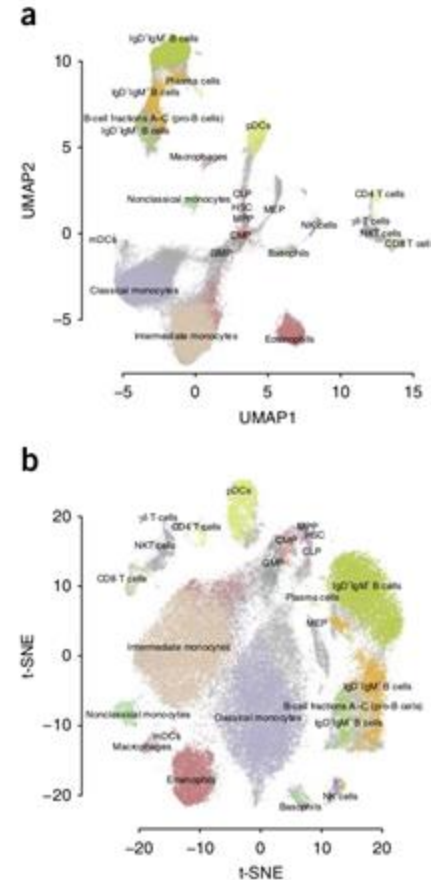 a
IgD+IgM+ B cells
10
Plasma cells
IgD-IgM- B cells
B-cell fractions A–C (pro-B cells)
IgD-IgM+ B cells
pDCs
5
Macrophages
UMAP2
Nonclassical monocytes
CLP
HSC
MPP
MEP
CD4 T cells
γδ T cells
0
mDCs
CMP
NK cells
NKT cells
CD8 T cell
GMP
Basophils
Classical monocytes
−5
Intermediate monocytes
Eosinophils
−5 0 5 10 15
UMAP1
b
pDCs
20
γδ T cells
CD4 T cells
MPP
HSC
NKT cells
CMP
CLP
GMP
CD8 T cells
10
IgD+IgM+ B cells
Plasma cells
MEP
t-SNE
0
Intermediate monocytes
IgD-IgM- B cells
B-cell fractions A–C (pro-B cells)
Nonclassical monocytes
Classical monocytes
IgD-IgM+ B cells
−10
mDCs
Macrophages
Eosinophils
−20
Basophils
NK cells
−20 −10 0 10 20
t-SNE